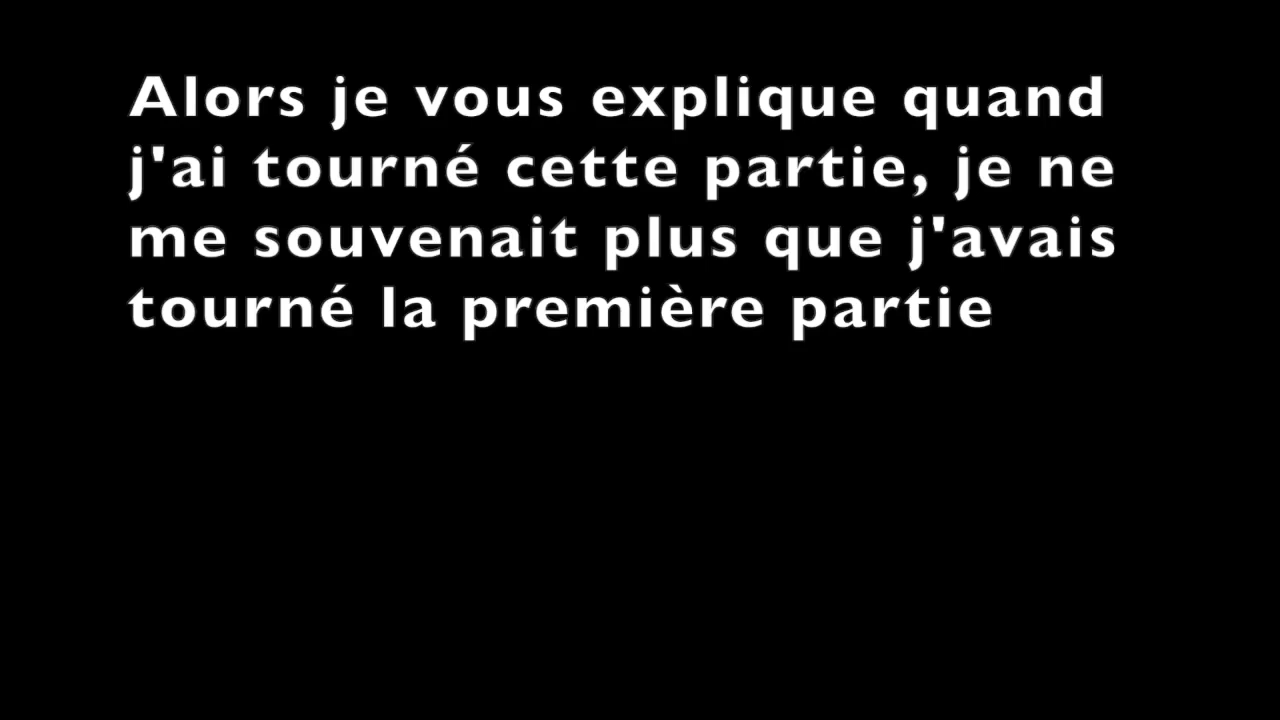 Alors je vous explique quand
j'ai tourné cette partie, je ne
me souvenait plus que j'avais
tourné la première partie